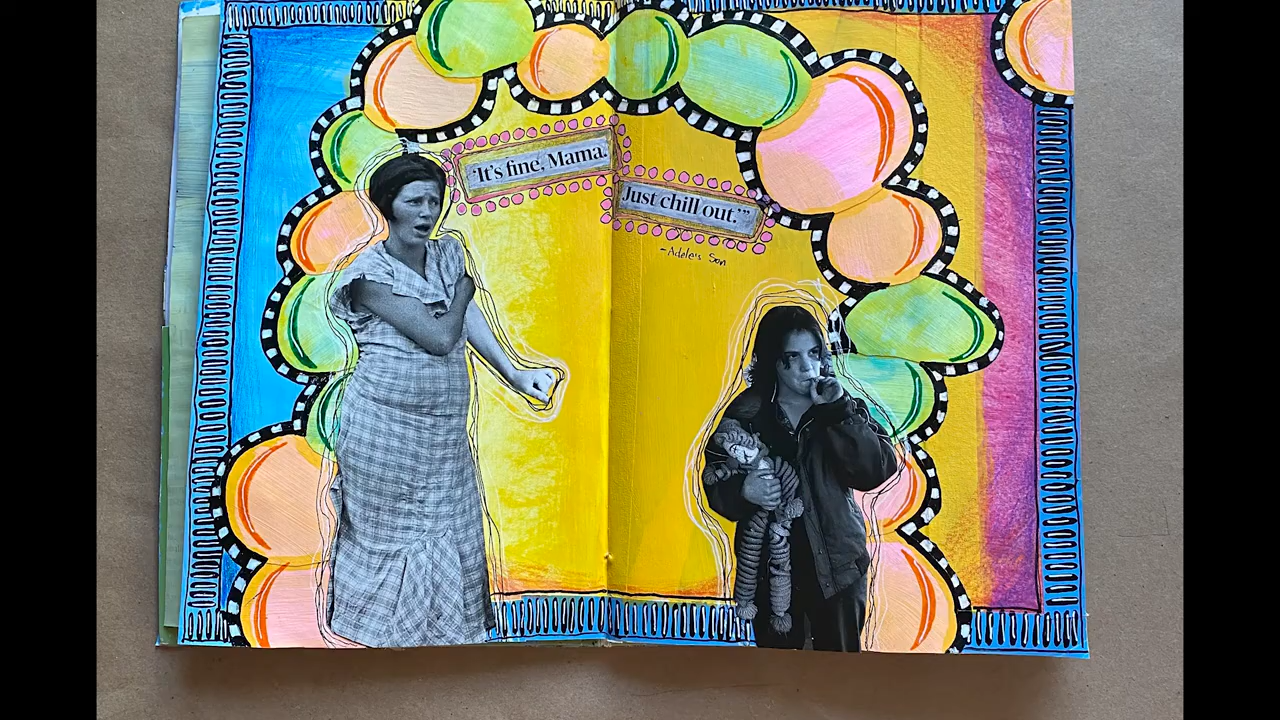 ‘It’s fine, Mama.
Just chill out.’”
-Adele's Son